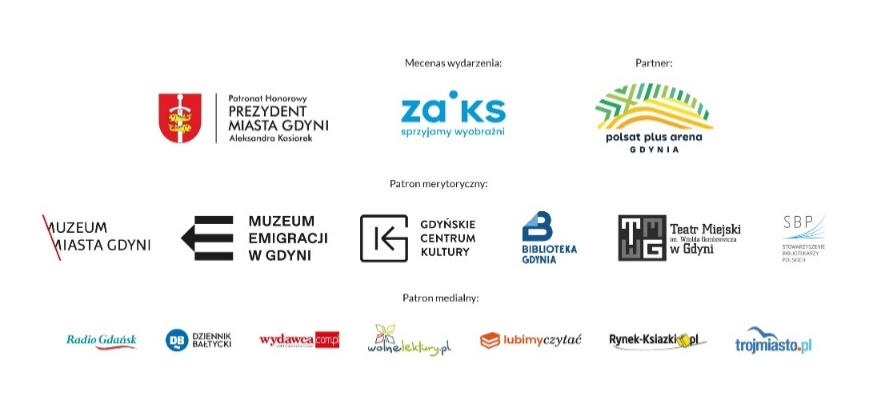 Mecenas wydarzenia:
Partner:
Patronat Honorowy
PREZYDENT
MIASTA GDYNI
Aleksandra Kosiorek
zaiks
sprzyjamy wyobraźni
polsat plus arena
GDYNIA
Patron merytoryczny:
MUZEUM
MIASTA GDYNI
MUZEUM
EMIGRACJI
W GDYNI
GDYŃSKIE
CENTRUM
KULTURY
BIBLIOTEKA
GDYNIA
TM
WG
Teatr Miejski
im. Witolda Gombrowicza
w Gdyni
SBP
STOWARZYSZENIE
BIBLIOTEKARZY
POLSKICH
Patron medialny:
Radio Gdańsk
DB
DZIENNIK
BAŁTYCKI
wydawca.com.pl
wolnelektury.pl
lubimyczytać
Rynek-Ksiazki.pl
trojmiasto.pl